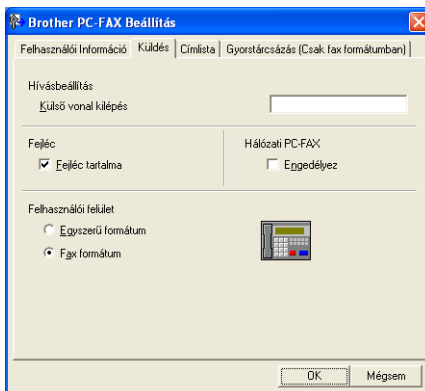 Brother PC-FAX Beállítás
Felhasználói Információ Küldés Címlista Gyorstárcsázás (Csak fax formátumban)
Hívásbeállítás
Külső vonal kilépés
Fejléc Hálózati PC-FAX
Fejléc tartalma Engedélyez
Felhasználói felület
Egyszerű formátum
Fax formátum
OK Mégsem